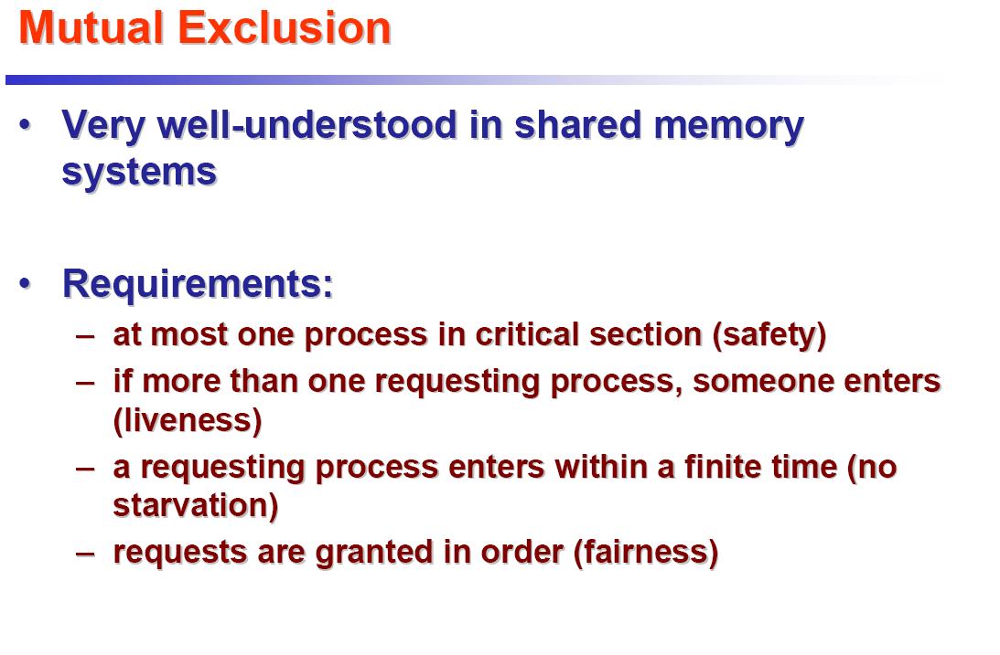 Mutual Exclusion
• Very well-understood in shared memory
systems
• Requirements:
– at most one process in critical section (safety)
– if more than one requesting process, someone enters
(liveness)
– a requesting process enters within a finite time (no
starvation)
– requests are granted in order (fairness)